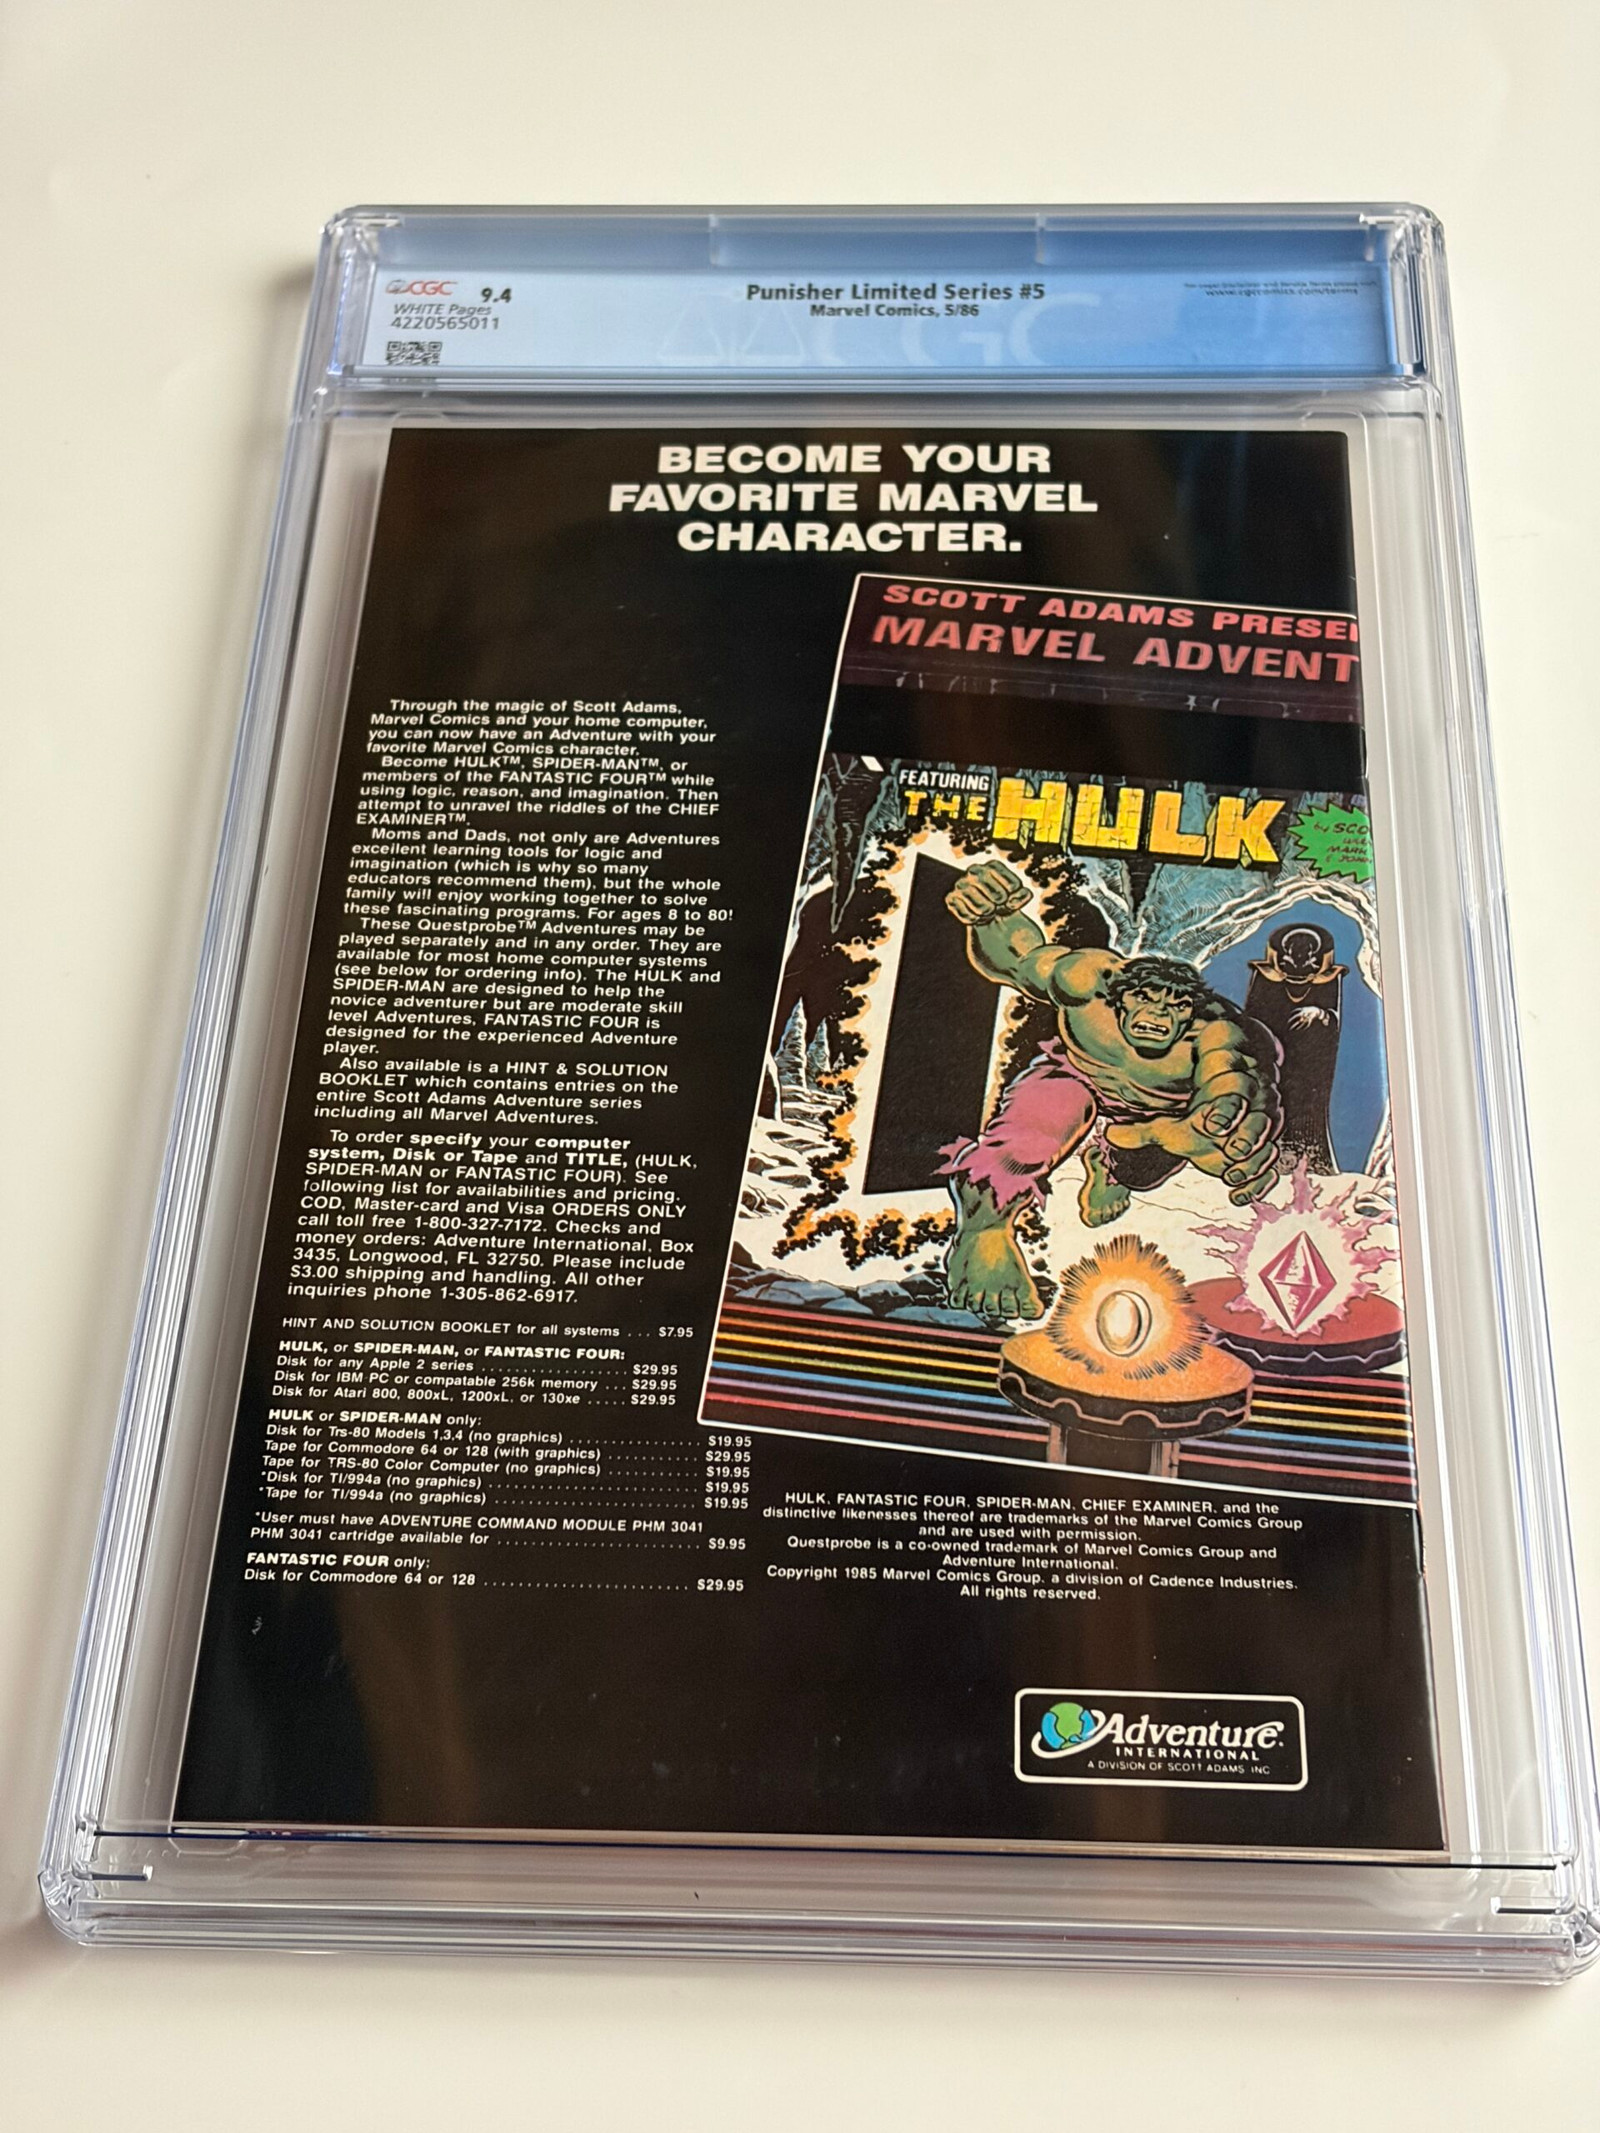 CGC 9.4
WHITE Pages
4220565011
Punisher Limited Series #5
Marvel Comics, 5/86
www.cgccomics.com/terms
BECOME YOUR
FAVORITE MARVEL
CHARACTER.
SCOTT ADAMS PRESE
MARVEL ADVENT
FEATURING
THE HULK
by SCO
MARK
Through the magic of Scott Adams,
Marvel Comics and your home computer,
you can now have an Adventure with your
favorite Marvel Comics character.
Become HULK™, SPIDER-MAN™, or
members of the FANTASTIC FOUR™ while
using logic, reason, and imagination. Then
attempt to unravel the riddles of the CHIEF
EXAMINER™.
Moms and Dads, not only are Adventures
excellent learning tools for logic and
imagination (which is why so many
educators recommend them), but the whole
family will enjoy working together to solve
these fascinating programs. For ages 8 to 80!
These Questprobe™ Adventures may be
played separately and in any order. They are
available for most home computer systems
(see below for ordering info). The HULK and
SPIDER-MAN are designed to help the
novice adventurer but are moderate skill
level Adventures, FANTASTIC FOUR is
designed for the experienced Adventure
player.
Also available is a HINT & SOLUTION
BOOKLET which contains entries on the
entire Scott Adams Adventure series
including all Marvel Adventures.
To order specify your computer
system, Disk or Tape and TITLE, (HULK,
SPIDER-MAN or FANTASTIC FOUR). See
following list for availabilities and pricing.
COD, Master-card and Visa ORDERS ONLY
call toll free 1-800-327-7172. Checks and
money orders: Adventure International, Box
3435, Longwood, FL 32750. Please include
$3.00 shipping and handling. All other
inquiries phone 1-305-862-6917.
HINT AND SOLUTION BOOKLET for all systems ... $7.95
HULK, or SPIDER-MAN, or FANTASTIC FOUR:
Disk for any Apple 2 series ............... $29.95
Disk for IBM PC or compatable 256k memory ... $29.95
Disk for Atari 800, 800xL, 1200xL, or 130xe ..... $29.95
HULK or SPIDER-MAN only:
Disk for Trs-80 Models 1,3,4 (no graphics) ................ $19.95
Tape for Commodore 64 or 128 (with graphics) ........... $29.95
Tape for TRS-80 Color Computer (no graphics) .......... $19.95
*Disk for TI/994a (no graphics) ......................... $19.95
*Tape for TI/994a (no graphics) ......................... $19.95
*User must have ADVENTURE COMMAND MODULE PHM 3041
PHM 3041 cartridge available for ........................ $9.95
FANTASTIC FOUR only:
Disk for Commodore 64 or 128 ........................ $29.95
HULK, FANTASTIC FOUR, SPIDER-MAN, CHIEF EXAMINER, and the
distinctive likenesses thereof are trademarks of the Marvel Comics Group
and are used with permission.
Questprobe is a co-owned trademark of Marvel Comics Group and
Adventure International.
Copyright 1985 Marvel Comics Group, a division of Cadence Industries.
All rights reserved.
Adventure
INTERNATIONAL
A DIVISION OF SCOTT ADAMS INC